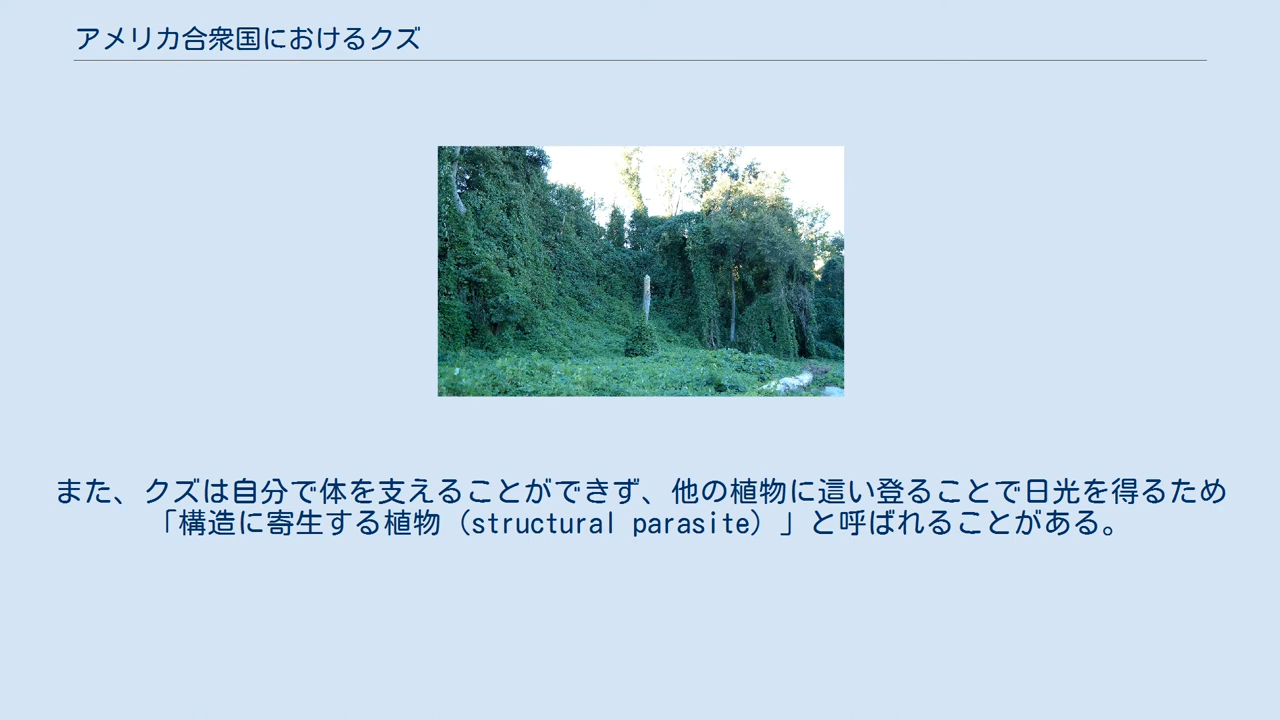 アメリカ合衆国におけるクズ
また、クズは自分で体を支えることができず、他の植物に這い登ることで日光を得るため
「構造に寄生する植物（structural parasite）」と呼ばれることがある。